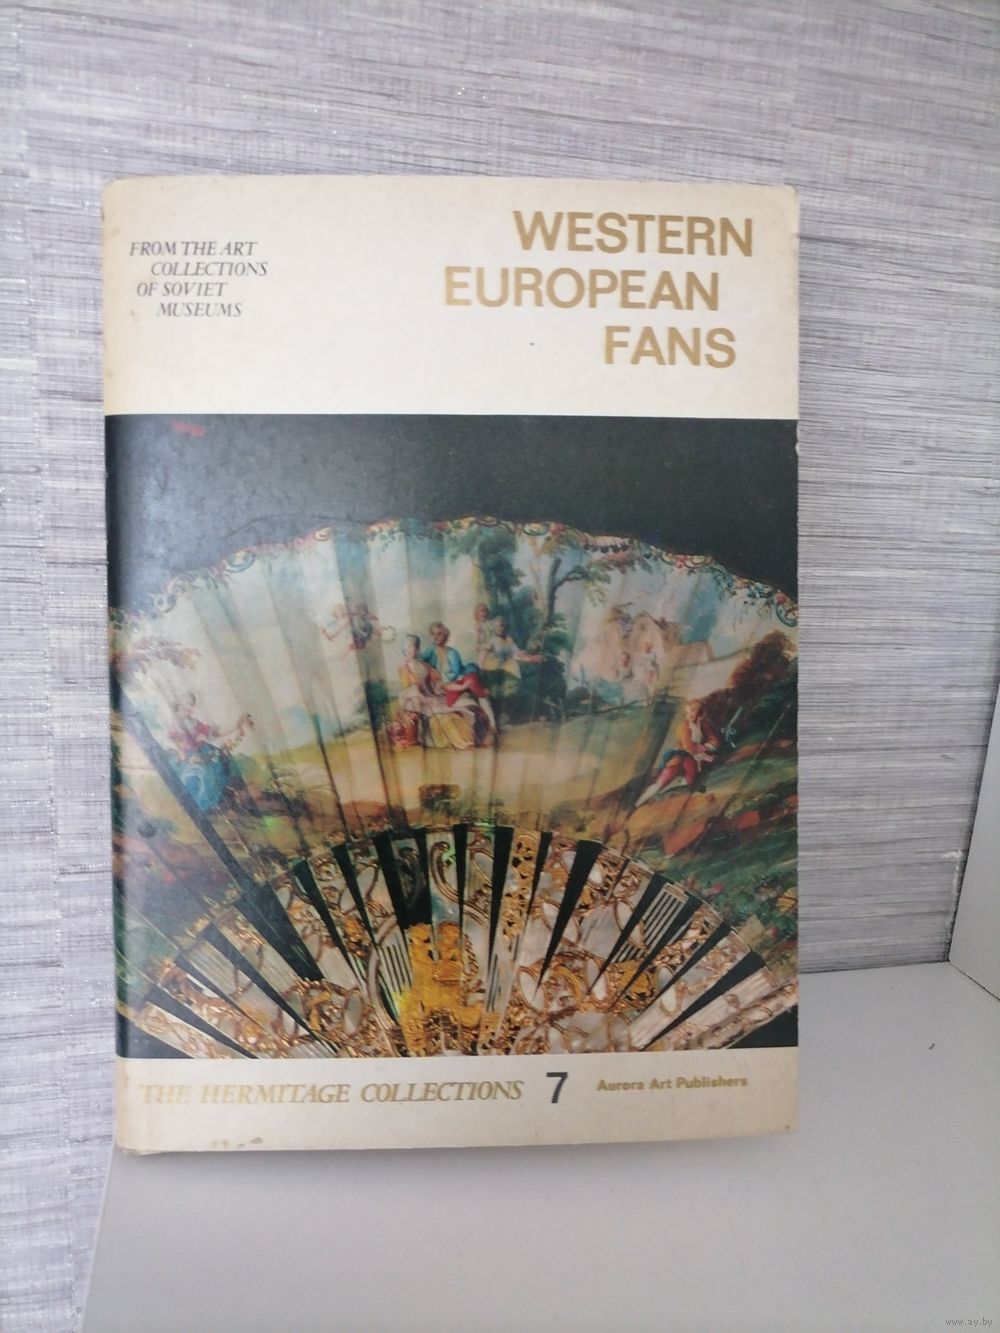 FROM THE ART
COLLECTIONS
OF SOVIET
MUSEUMS
WESTERN
EUROPEAN
FANS
THE HERMITAGE COLLECTIONS 7
Aurora Art Publishers
www.ay.by